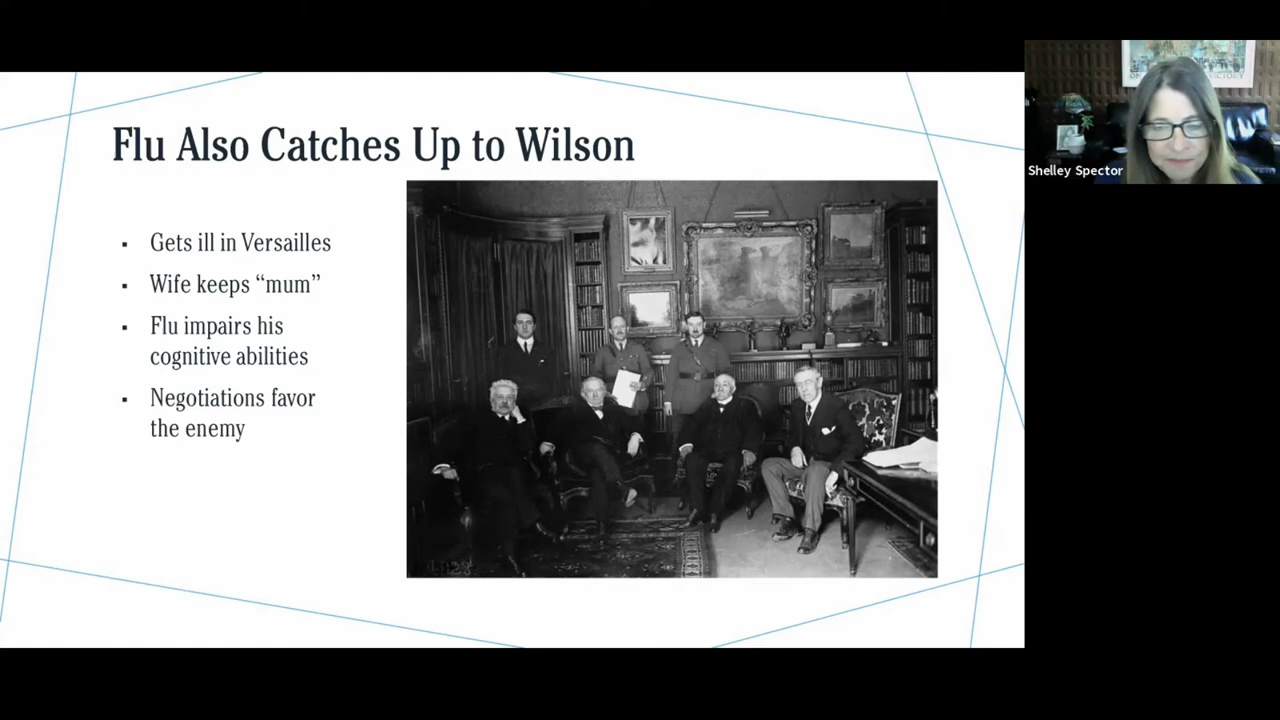 Flu Also Catches Up to Wilson
▪ Gets ill in Versailles
▪ Wife keeps “mum”
▪ Flu impairs his
cognitive abilities
▪ Negotiations favor
the enemy
Shelley Spector
VICTORY